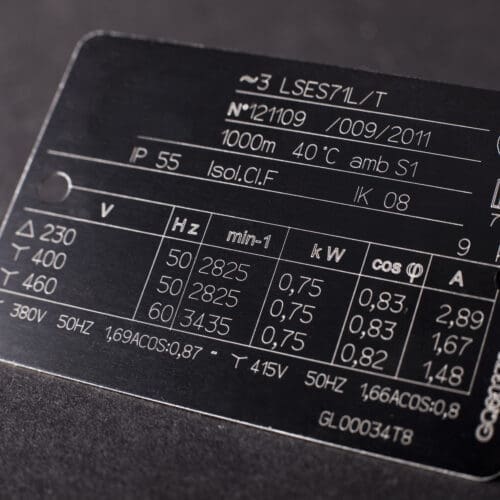 ~3 LSES71L/T
N°121109 /009/2011
1000m 40°C amb S1
IP 55 Isol.Cl.F IK 08
9
V Hz min-1 kW cos φ A
Δ 230 50 2825 0,75 0,83 2,89
Y 400 50 2825 0,75 0,83 1,67
Y 460 60 3435 0,75 0,82 1,48
Y 380V 50HZ 1,69ACOS:0,87 - Y 415V 50HZ 1,66ACOS:0,8
GL00034T8